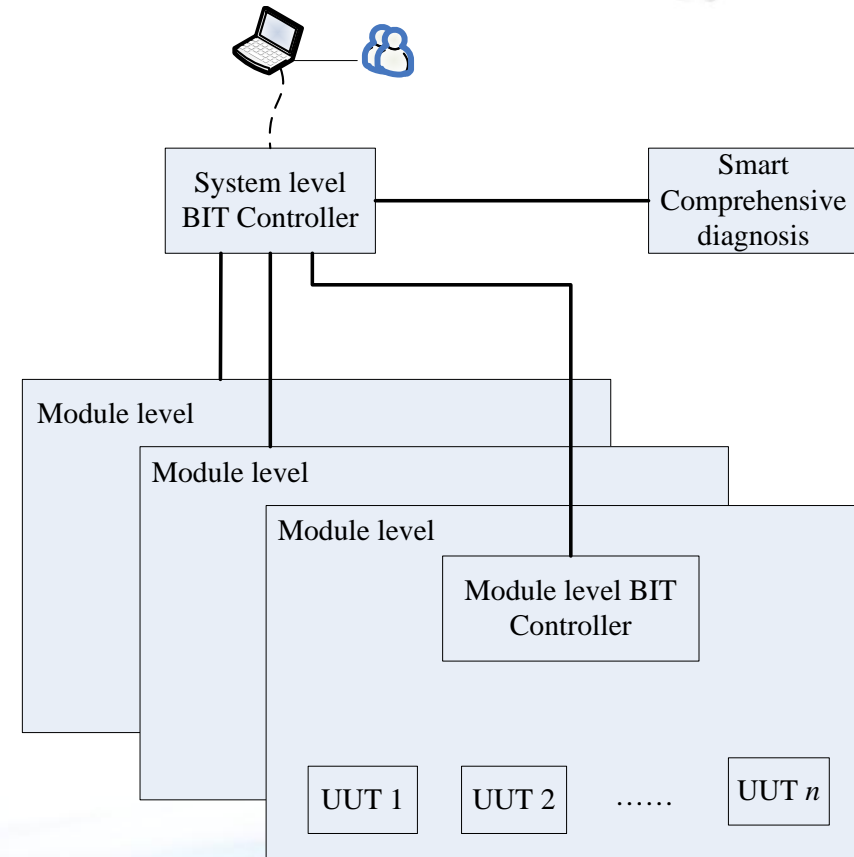 System level
BIT Controller
Smart
Comprehensive
diagnosis
Module level
Module level
Module level
Module level BIT
Controller
UUT 1
UUT 2
……
UUT n